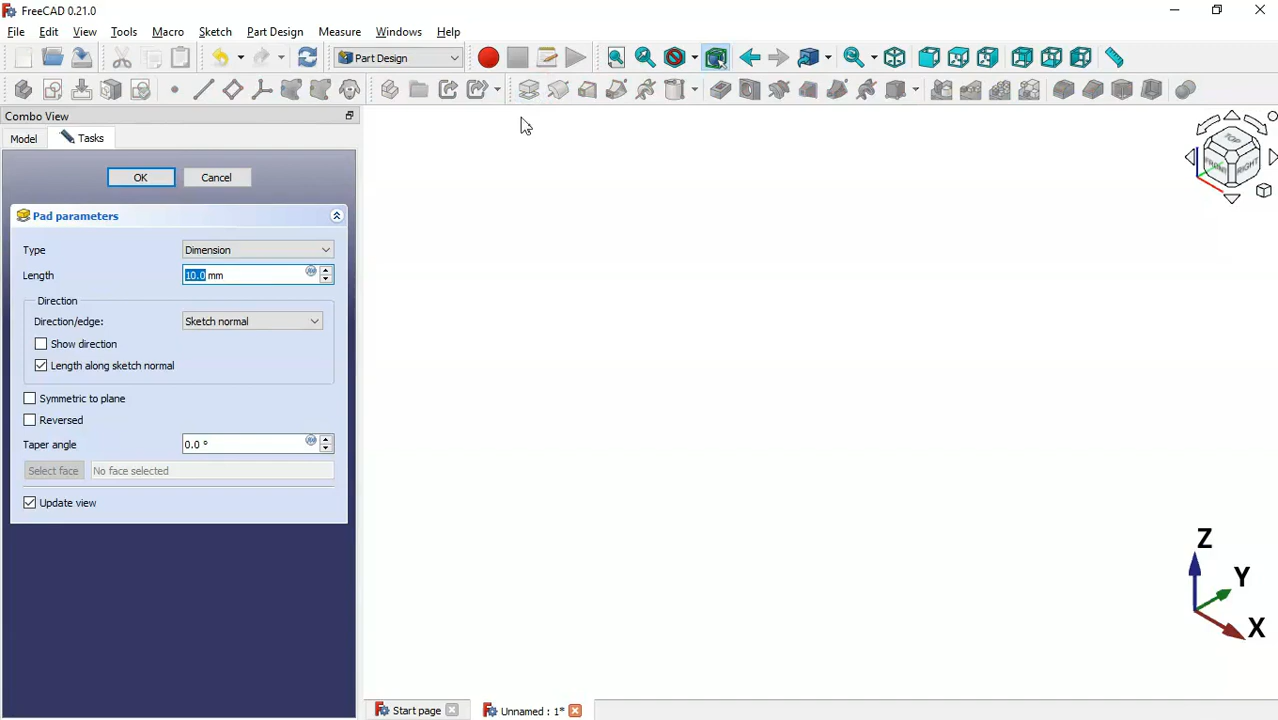 FreeCAD 0.21.0
File Edit View Tools Macro Sketch Part Design Measure Windows Help
Part Design
Combo View
Model Tasks
OK Cancel
Pad parameters
Type Dimension
Length 10.0 mm
Direction
Direction/edge: Sketch normal
Show direction
Length along sketch normal
Symmetric to plane
Reversed
Taper angle 0.0 °
Select face No face selected
Update view
TOP
FRONT RIGHT
Z
Y
X
Start page Unnamed : 1*